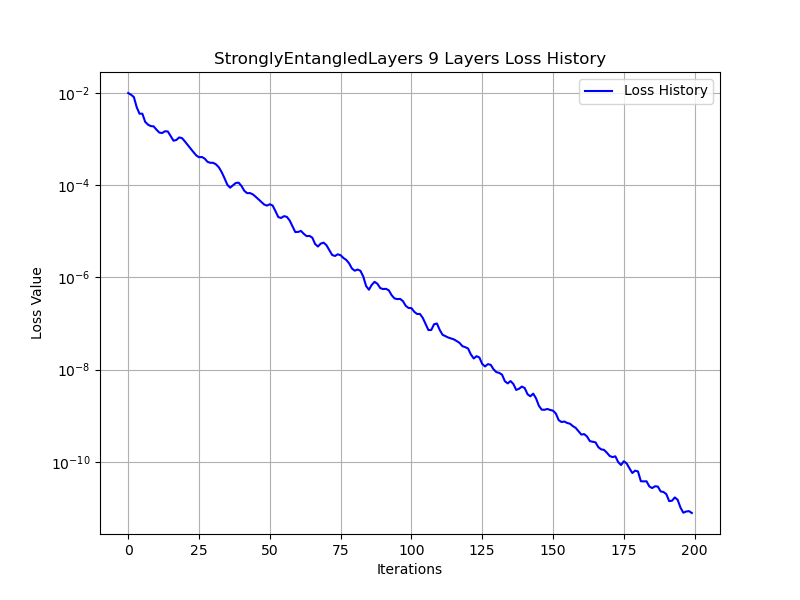 StronglyEntangledLayers 9 Layers Loss History
Loss History
Loss Value
10⁻²
10⁻⁴
10⁻⁶
10⁻⁸
10⁻¹⁰
0 25 50 75 100 125 150 175 200
Iterations